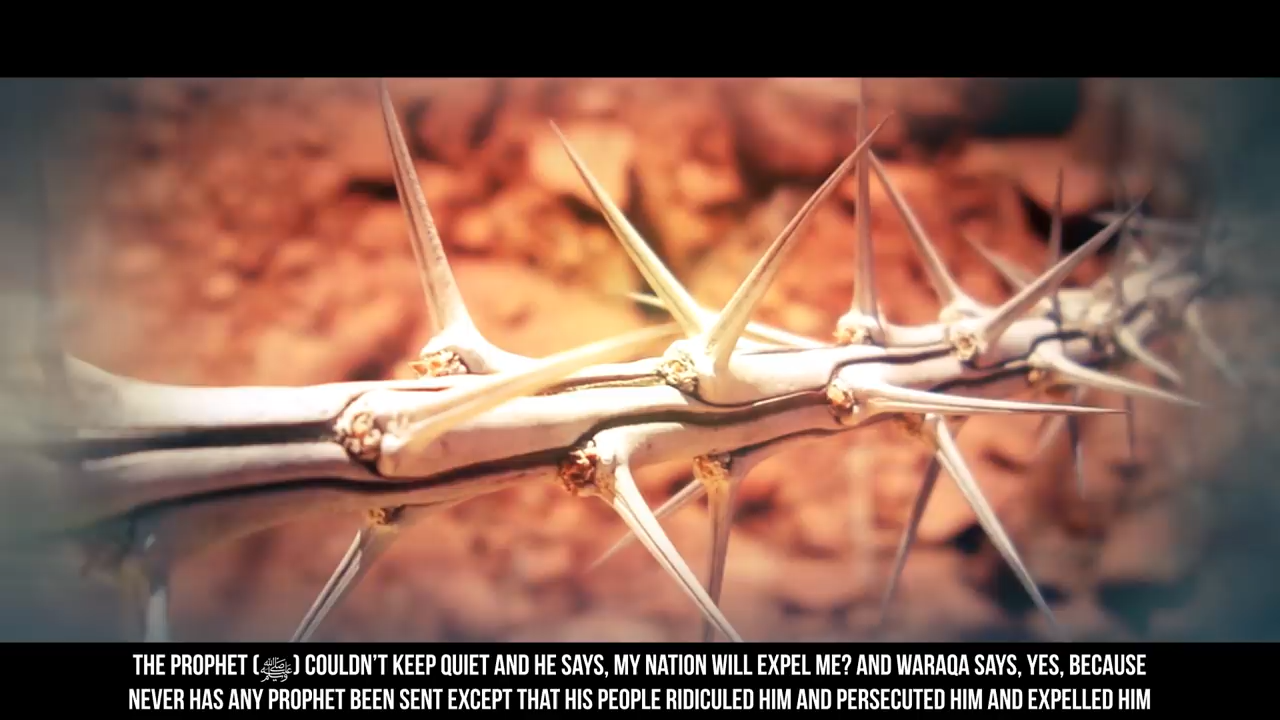 THE PROPHET (ﷺ) COULDN'T KEEP QUIET AND HE SAYS, MY NATION WILL EXPEL ME? AND WARAQA SAYS, YES, BECAUSE
NEVER HAS ANY PROPHET BEEN SENT EXCEPT THAT HIS PEOPLE RIDICULED HIM AND PERSECUTED HIM AND EXPELLED HIM